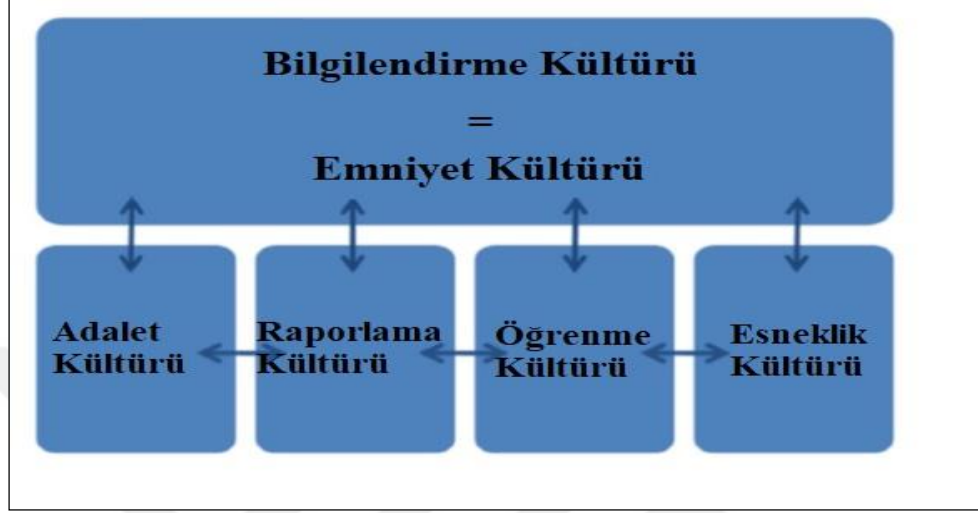 Bilgilendirme Kültürü
=
Emniyet Kültürü
Adalet
Kültürü
Raporlama
Kültürü
Öğrenme
Kültürü
Esneklik
Kültürü